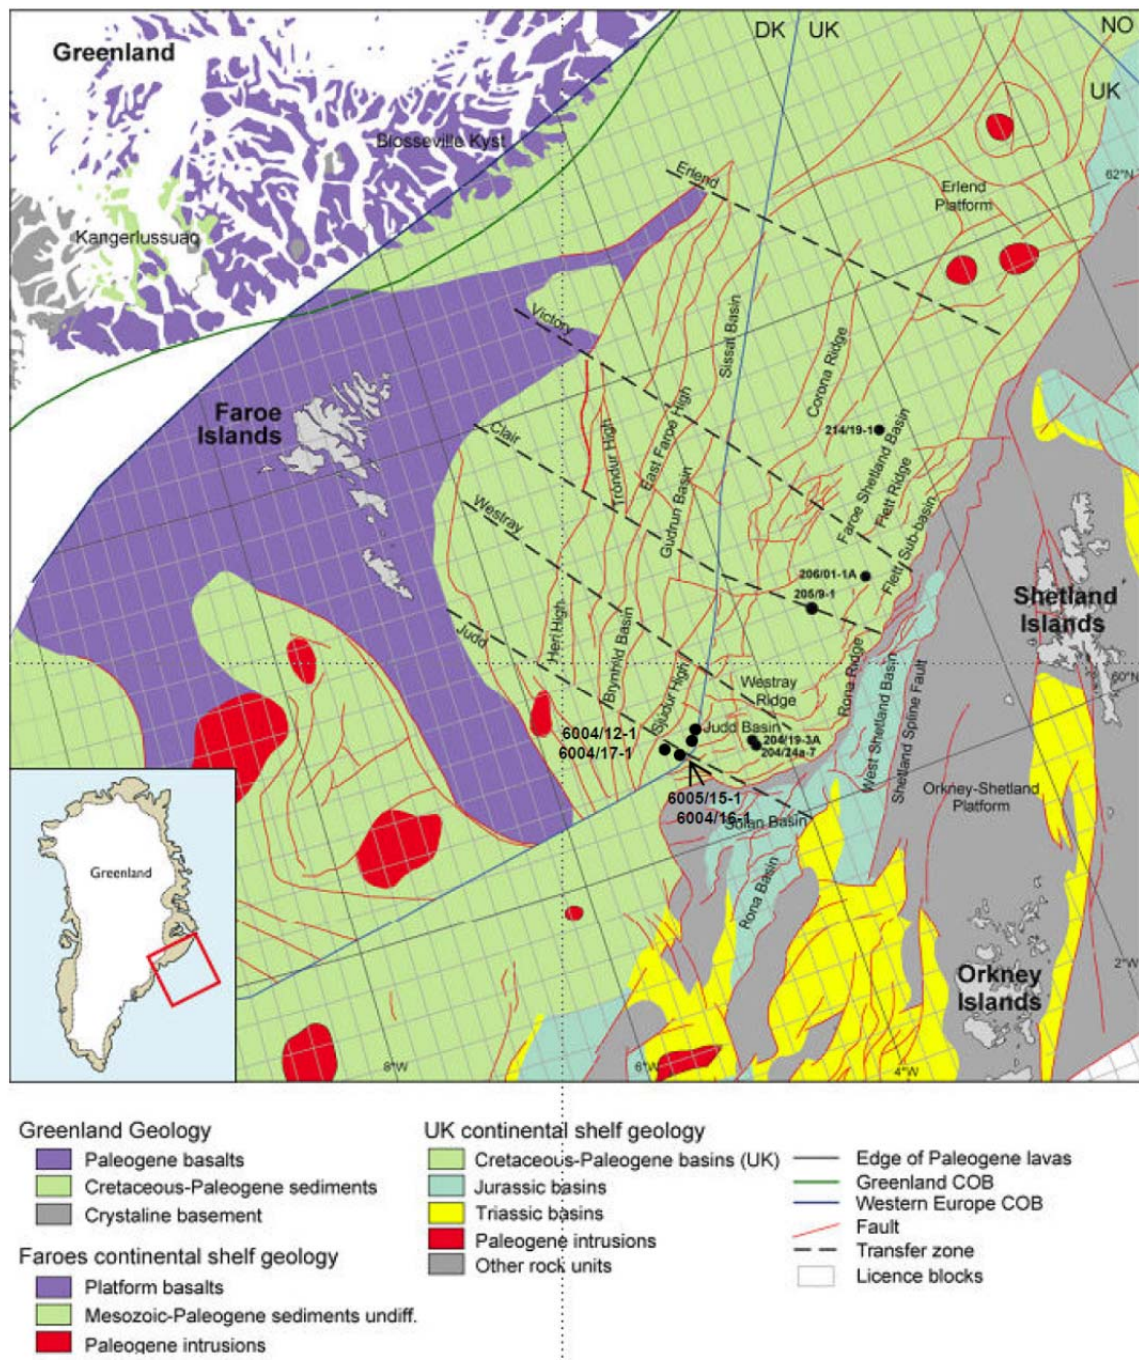 DK UK
NO
UK
Greenland
Blosseville Kyst
Kangerlussuaq
Erlend
Erlend
Platform
62°N
Victory
Sissal Basin
Corona Ridge
Faroe
Islands
Clair
Trondur High
East Faroe High
214/19-1
Faroe Shetland Basin
Flett Ridge
Westray
Gudrun Basin
Flett Sub-basin
206/01-1A
205/9-1
Shetland
Islands
Judd
Heri High
Brynhild Basin
Sjudur High
Westray
Ridge
Rona Ridge
West Shetland Basin
Shetland Spline Fault
60°N
6004/12-1
6004/17-1
Judd Basin
204/19-3A
204/24a-7
6005/15-1
6004/16-1
Solan Basin
Orkney-Shetland
Platform
Rona Basin
Greenland
Orkney
Islands
2°W
8°W
6°W
4°W
Greenland Geology
Paleogene basalts
Cretaceous-Paleogene sediments
Crystaline basement
Faroes continental shelf geology
Platform basalts
Mesozoic-Paleogene sediments undiff.
Paleogene intrusions
UK continental shelf geology
Cretaceous-Paleogene basins (UK)
Jurassic basins
Triassic basins
Paleogene intrusions
Other rock units
Edge of Paleogene lavas
Greenland COB
Western Europe COB
Fault
Transfer zone
Licence blocks